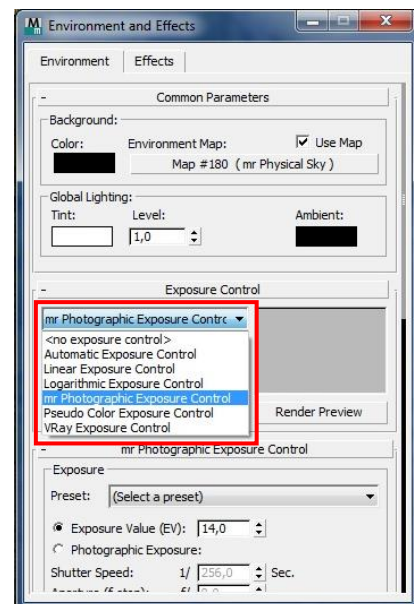 Environment and Effects
Environment Effects
- Common Parameters
Background:
Color: Environment Map: Use Map
Map #180 ( mr Physical Sky )
Global Lighting:
Tint: Level: Ambient:
1,0
- Exposure Control
mr Photographic Exposure Contrc
<no exposure control>
Automatic Exposure Control
Linear Exposure Control
Logarithmic Exposure Control
mr Photographic Exposure Control
Pseudo Color Exposure Control
VRay Exposure Control
Render Preview
- mr Photographic Exposure Control
Exposure
Preset: (Select a preset)
Exposure Value (EV): 14,0
Photographic Exposure:
Shutter Speed: 1/ 256,0 Sec.